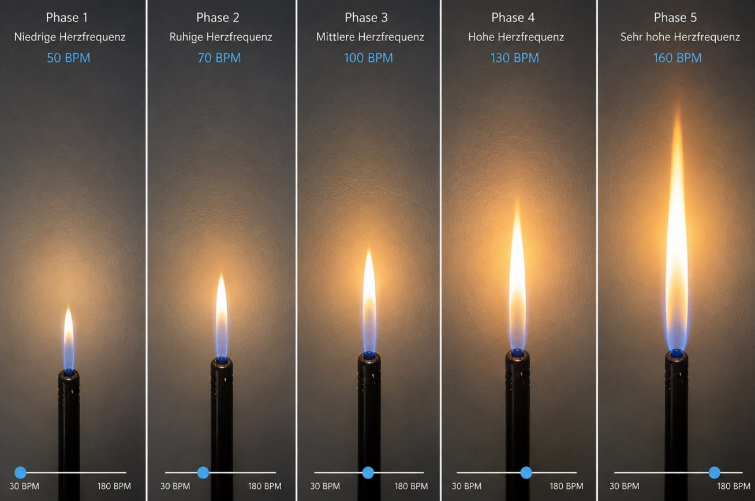 Phase 1
Niedrige Herzfrequenz
50 BPM
30 BPM
180 BPM
Phase 2
Ruhige Herzfrequenz
70 BPM
30 BPM
180 BPM
Phase 3
Mittlere Herzfrequenz
100 BPM
30 BPM
180 BPM
Phase 4
Hohe Herzfrequenz
130 BPM
30 BPM
180 BPM
Phase 5
Sehr hohe Herzfrequenz
160 BPM
30 BPM
180 BPM